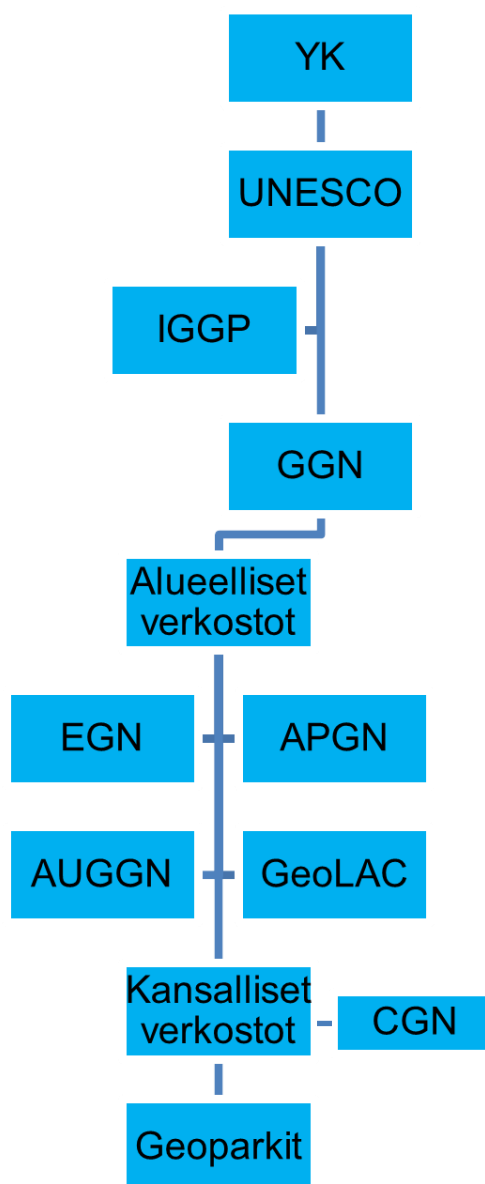 YK
UNESCO
IGGP
GGN
Alueelliset
verkostot
EGN
APGN
AUGGN
GeoLAC
Kansalliset
verkostot
CGN
Geoparkit